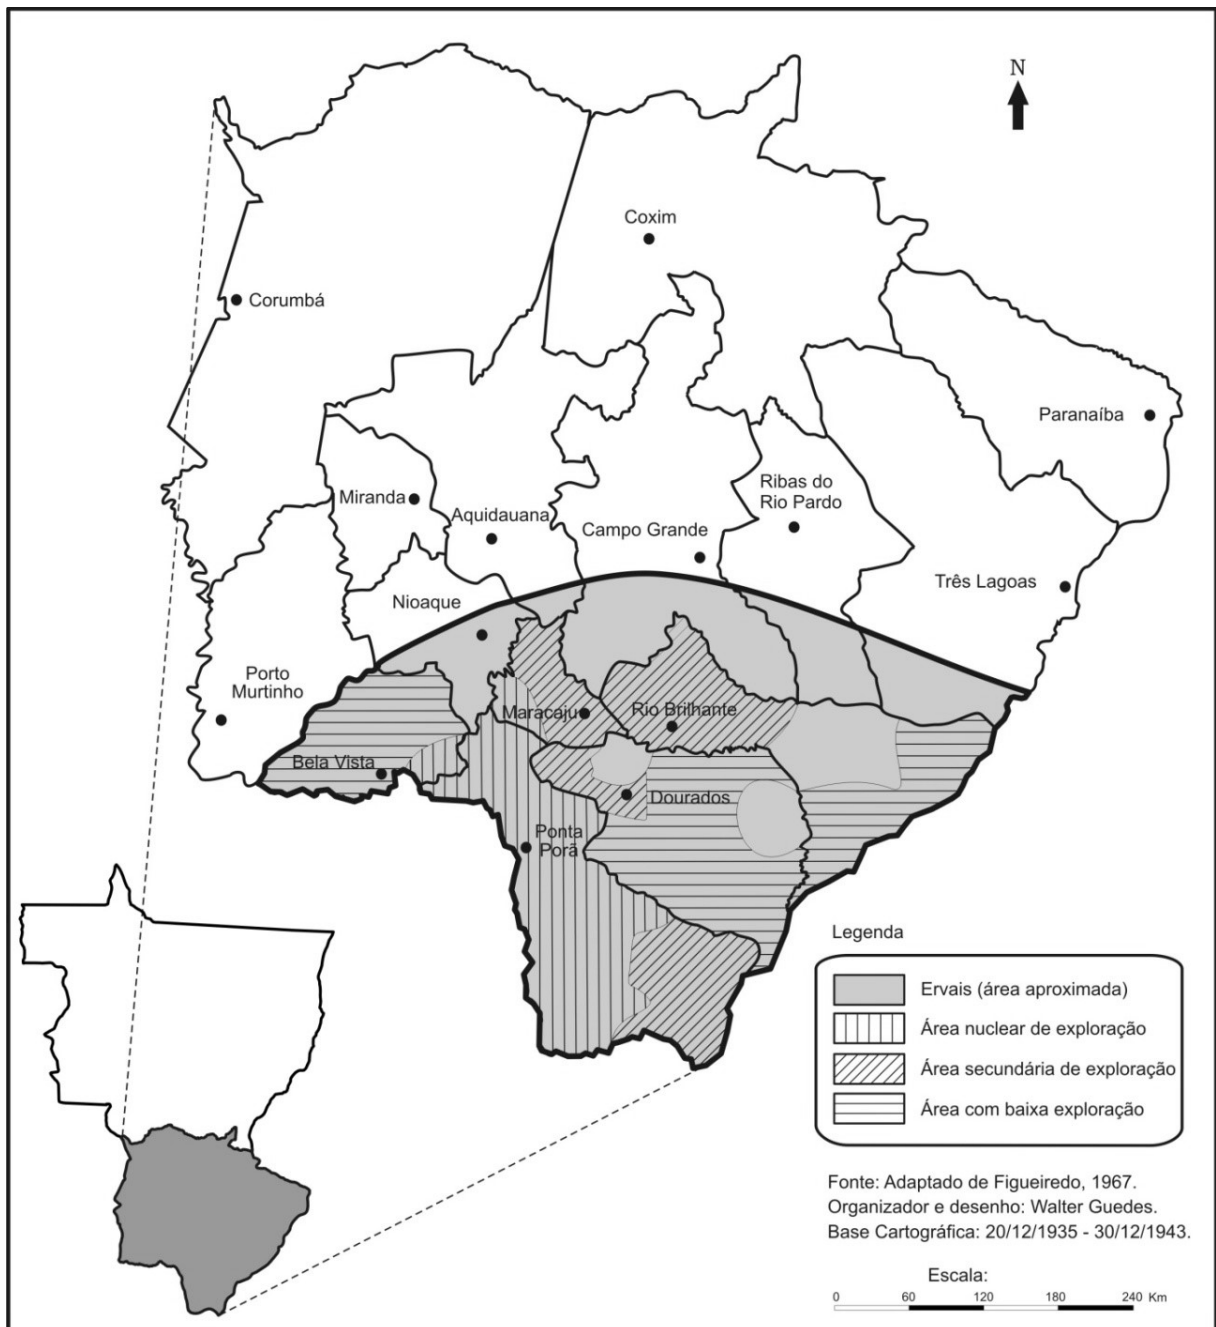 N
Coxim
Corumbá
Paranaíba
Miranda
Ribas do
Rio Pardo
Aquidauana
Campo Grande
Três Lagoas
Nioaque
Porto
Murtinho
Maracaju
Rio Brilhante
Bela Vista
Dourados
Ponta
Porã
Legenda
Ervais (área aproximada)
Área nuclear de exploração
Área secundária de exploração
Área com baixa exploração
Fonte: Adaptado de Figueiredo, 1967.
Organizador e desenho: Walter Guedes.
Base Cartográfica: 20/12/1935 - 30/12/1943.
Escala:
0 60 120 180 240 Km